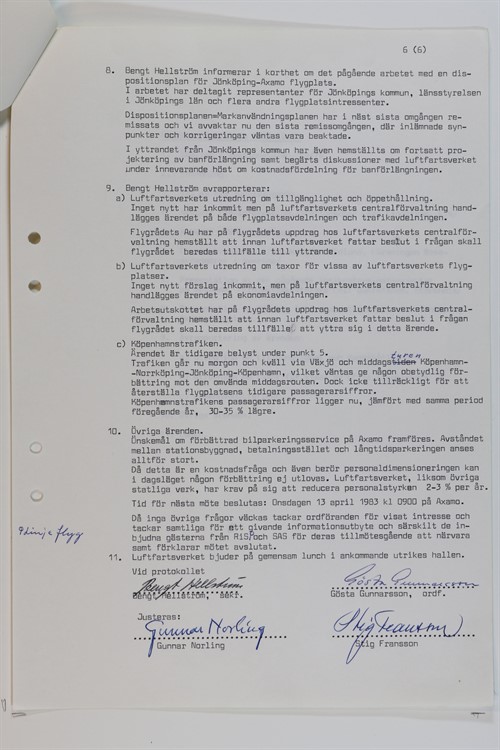 6 (6)
8. Bengt Hellström informerar i korthet om det pågående arbetet med en dis-
positionsplan för Jönköping-Axamo flygplats.
I arbetet har deltagit representanter för Jönköpings kommun, länsstyrelsen
i Jönköpings län och flera andra flygplatsintressenter.
Dispositionsplanen=Markanvändningsplanen har i näst sista omgången re-
missats och vi avvaktar nu den sista remissomgången, där inlämnade syn-
punkter och korrigeringar väntas vara beaktade.
I yttrandet från Jönköpings kommun har även hemställts om fortsatt pro-
jektering av banförlängning samt begärts diskussioner med luftfartsverket
under innevarande höst om kostnadsfördelning för banförlängningen.
9. Bengt Hellström avrapporterar:
a) Luftfartsverkets utredning om tillgänglighet och öppethållning.
Inget nytt har inkommit men på luftfartsverkets centralförvaltning hand-
lägges ärendet på både flygplatsavdelningen och trafikavdelningen.
Flygrådets Au har på flygrådets uppdrag hos luftfartsverkets centralför-
valtning hemställt att innan luftfartsverket fattar beslut i frågan skall
flygrådet beredas tillfälle till yttrande.
b) Luftfartsverkets utredning om taxor för vissa av luftfartsverkets flyg-
platser.
Inget nytt förslag inkommit, men på luftfartsverkets centralförvaltning
handlägges ärendet på ekonomiavdelningen.
Arbetsutskottet har på flygrådets uppdrag hos luftfartsverkets central-
förvaltning hemställt att innan luftfartsverket fattar beslut i frågan
flygrådet skall beredas tillfälle att yttra sig i detta ärende.
c) Köpenhamnstrafiken.
Ärendet är tidigare belyst under punkt 5.
turen
Trafiken går nu morgon och kväll via Växjö och middagstiden Köpenhamn-
-Norrköping-Jönköping-Köpenhamn, vilket väntas ge någon obetydlig för-
bättring mot den omvända middagsrouten. Dock icke tillräckligt för att
återställa flygplatsens tidigare passagerarsiffror.
Köpenhamnstrafikens passagerarsiffror ligger nu, jämfört med samma period
föregående år, 30-35 % lägre.
10. Övriga ärenden.
Önskemål om förbättrad bilparkeringsservice på Axamo framföres. Avståndet
mellan stationsbyggnad, betalningsstället och långtidsparkeringen anses
alltför stort.
Då detta är en kostnadsfråga och även berör personaldimensioneringen kan
i dagsläget någon förbättring ej utlovas. Luftfartsverket, liksom övriga
statliga verk, har krav på sig att reducera personalstyrkan 2-3 % per år.
Tid för nästa möte beslutas: Onsdagen 13 april 1983 kl 0900 på Axamo.
Då inga övriga frågor väckas tackar ordföranden för visat intresse och
tackar samtliga för ett givande informationsutbyte och särskilt de in-
bjudna gästerna från RiS, och SAS för deras tillmötesgående att närvara
samt förklarar mötet avslutat.
linjeflyg
11. Luftfartsverket bjuder på gemensam lunch i ankommande utrikes hallen.
Vid protokollet
Bengt Hellström
Gösta Gunnarsson
Bengt Hellström, sekr.
Gösta Gunnarsson, ordf.
Justeras:
Gunnar Norling
Stig Fransson
Gunnar Norling
Stig Fransson